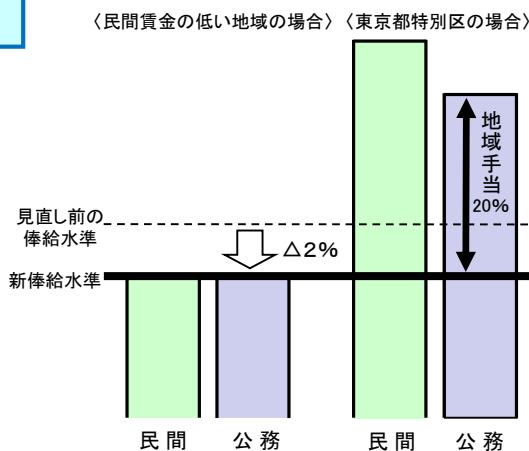 〈民間賃金の低い地域の場合〉
〈東京都特別区の場合〉
地域手当
20%
見直し前の
俸給水準
△2%
新俸給水準
民間
公務
民間
公務